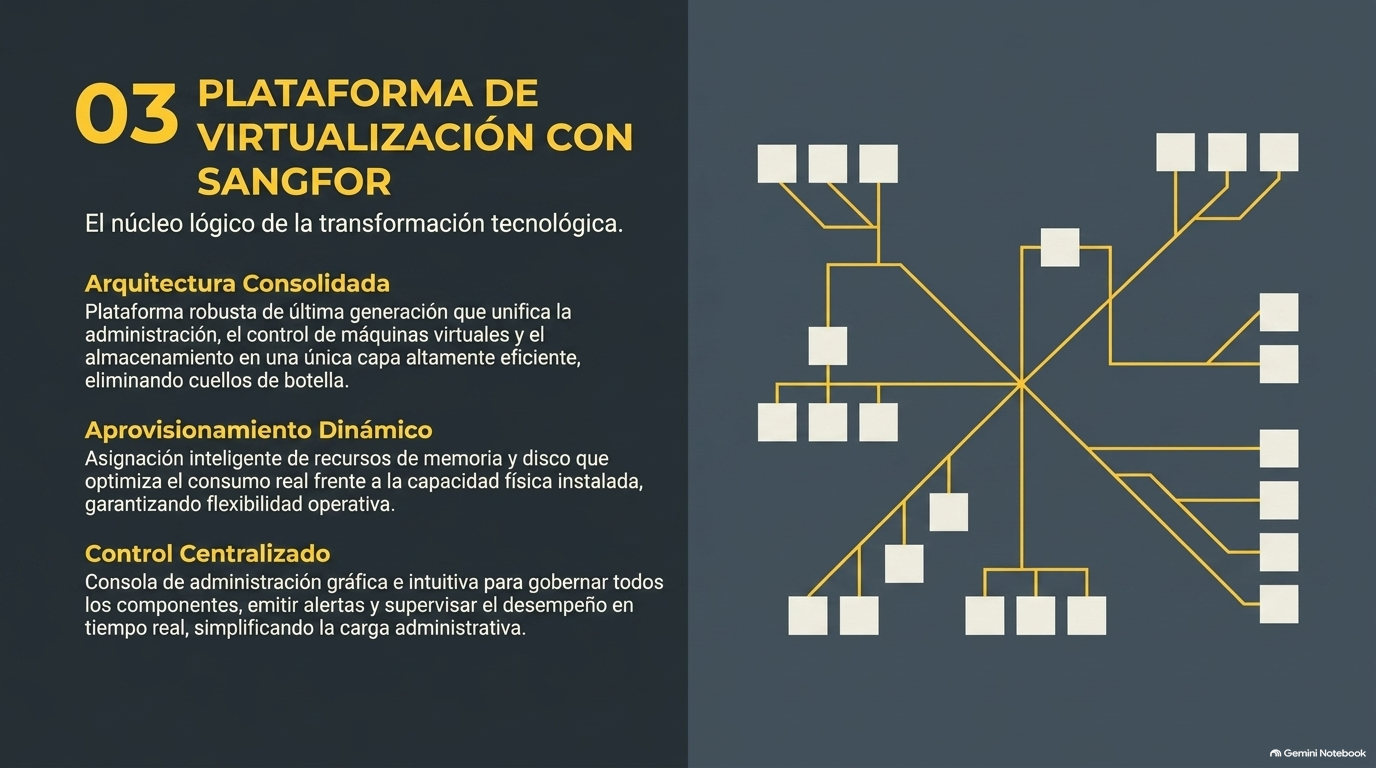 03 PLATAFORMA DE
VIRTUALIZACIÓN CON
SANGFOR
El núcleo lógico de la transformación tecnológica.
Arquitectura Consolidada
Plataforma robusta de última generación que unifica la
administración, el control de máquinas virtuales y el
almacenamiento en una única capa altamente eficiente,
eliminando cuellos de botella.
Aprovisionamiento Dinámico
Asignación inteligente de recursos de memoria y disco que
optimiza el consumo real frente a la capacidad física instalada,
garantizando flexibilidad operativa.
Control Centralizado
Consola de administración gráfica e intuitiva para gobernar todos
los componentes, emitir alertas y supervisar el desempeño en
tiempo real, simplificando la carga administrativa.
Gemini Notebook